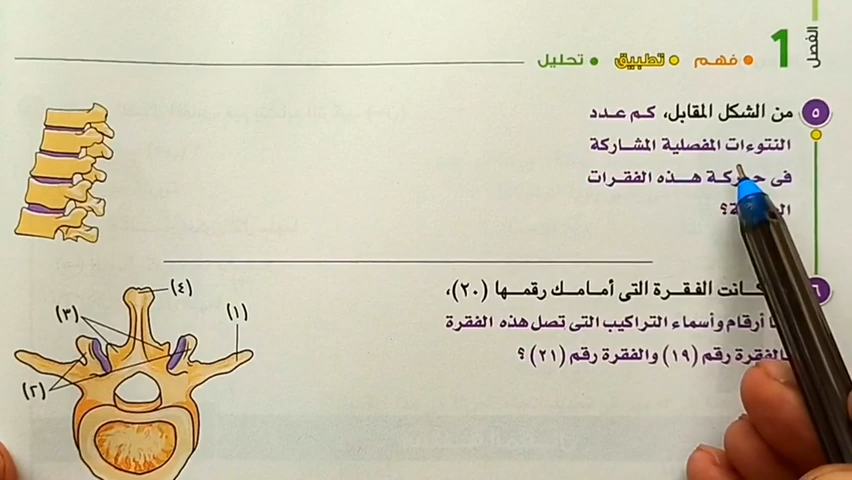 الفصل
1
فهم تطبيق تحليل
٥ من الشكل المقابل، كم عدد
النتوءات المفصلية المشاركة
فى حركة هذه الفقرات
؟
٦ كانت الفقرة التى أمامك رقمها (٢٠)،
أرقام وأسماء التراكيب التى تصل هذه الفقرة
بالفقرة رقم (١٩) والفقرة رقم (٢١) ؟
(٤)
(٣)
(١)
(٢)